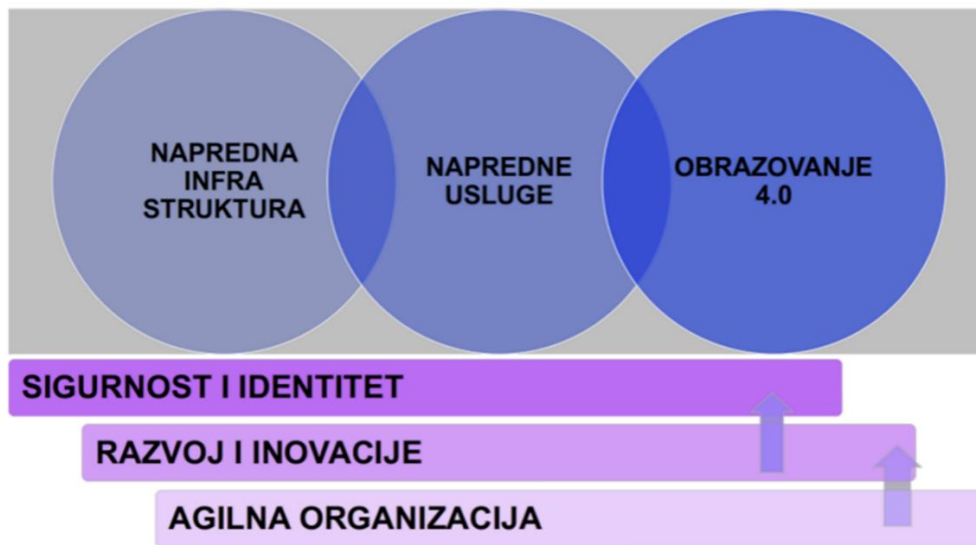 NAPREDNA
INFRA
STRUKTURA
NAPREDNE
USLUGE
OBRAZOVANJE
4.0
SIGURNOST I IDENTITET
RAZVOJ I INOVACIJE
AGILNA ORGANIZACIJA